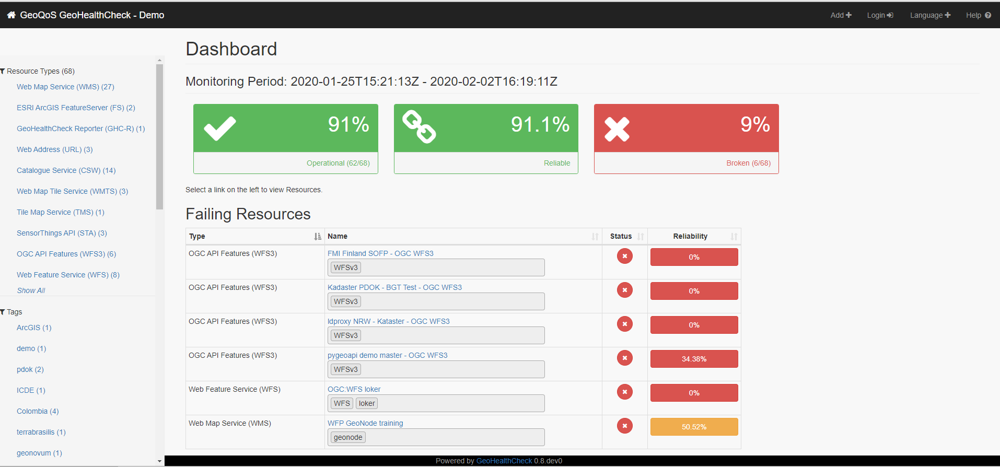 GeoQoS GeoHealthCheck - Demo
Add Login Language Help
Resource Types (68)
Web Map Service (WMS) (27)
ESRI ArcGIS FeatureServer (FS) (2)
GeoHealthCheck Reporter (GHC-R) (1)
Web Address (URL) (3)
Catalogue Service (CSW) (14)
Web Map Tile Service (WMTS) (3)
Tile Map Service (TMS) (1)
SensorThings API (STA) (3)
OGC API Features (WFS3) (6)
Web Feature Service (WFS) (8)
Show All
Tags
ArcGIS (1)
demo (1)
pdok (2)
ICDE (1)
Colombia (4)
terrabrasilis (1)
geonovum (1)
Dashboard
Monitoring Period: 2020-01-25T15:21:13Z - 2020-02-02T16:19:11Z
91%
Operational (62/68)
91.1%
Reliable
9%
Broken (6/68)
Select a link on the left to view Resources.
Failing Resources
Type Name Status Reliability
OGC API Features (WFS3) FMI Finland SOFP - OGC WFS3 0%
WFSv3
OGC API Features (WFS3) Kadaster PDOK - BGT Test - OGC WFS3 0%
WFSv3
OGC API Features (WFS3) ldproxy NRW - Kataster - OGC WFS3 0%
WFSv3
OGC API Features (WFS3) pygeoapi demo master - OGC WFS3 34.38%
WFSv3
Web Feature Service (WFS) OGC:WFS loker 0%
WFS loker
Web Map Service (WMS) WFP GeoNode training 50.52%
geonode
Powered by GeoHealthCheck 0.8.dev0